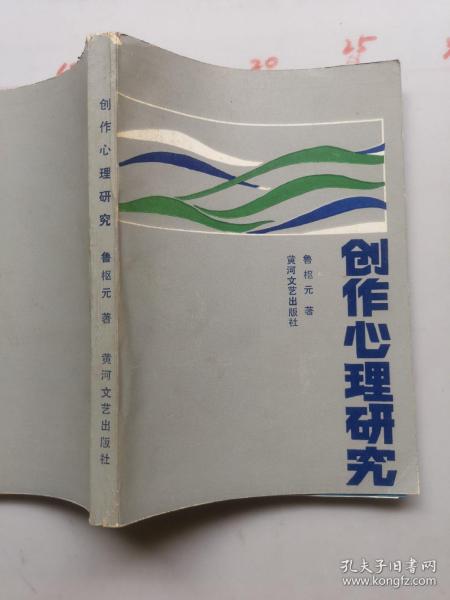 25
20
创作心理研究
鲁枢元 著
黄河文艺出版社
创作心理研究
鲁枢元 著
黄河文艺出版社
孔夫子旧书网
www.kongfz.com